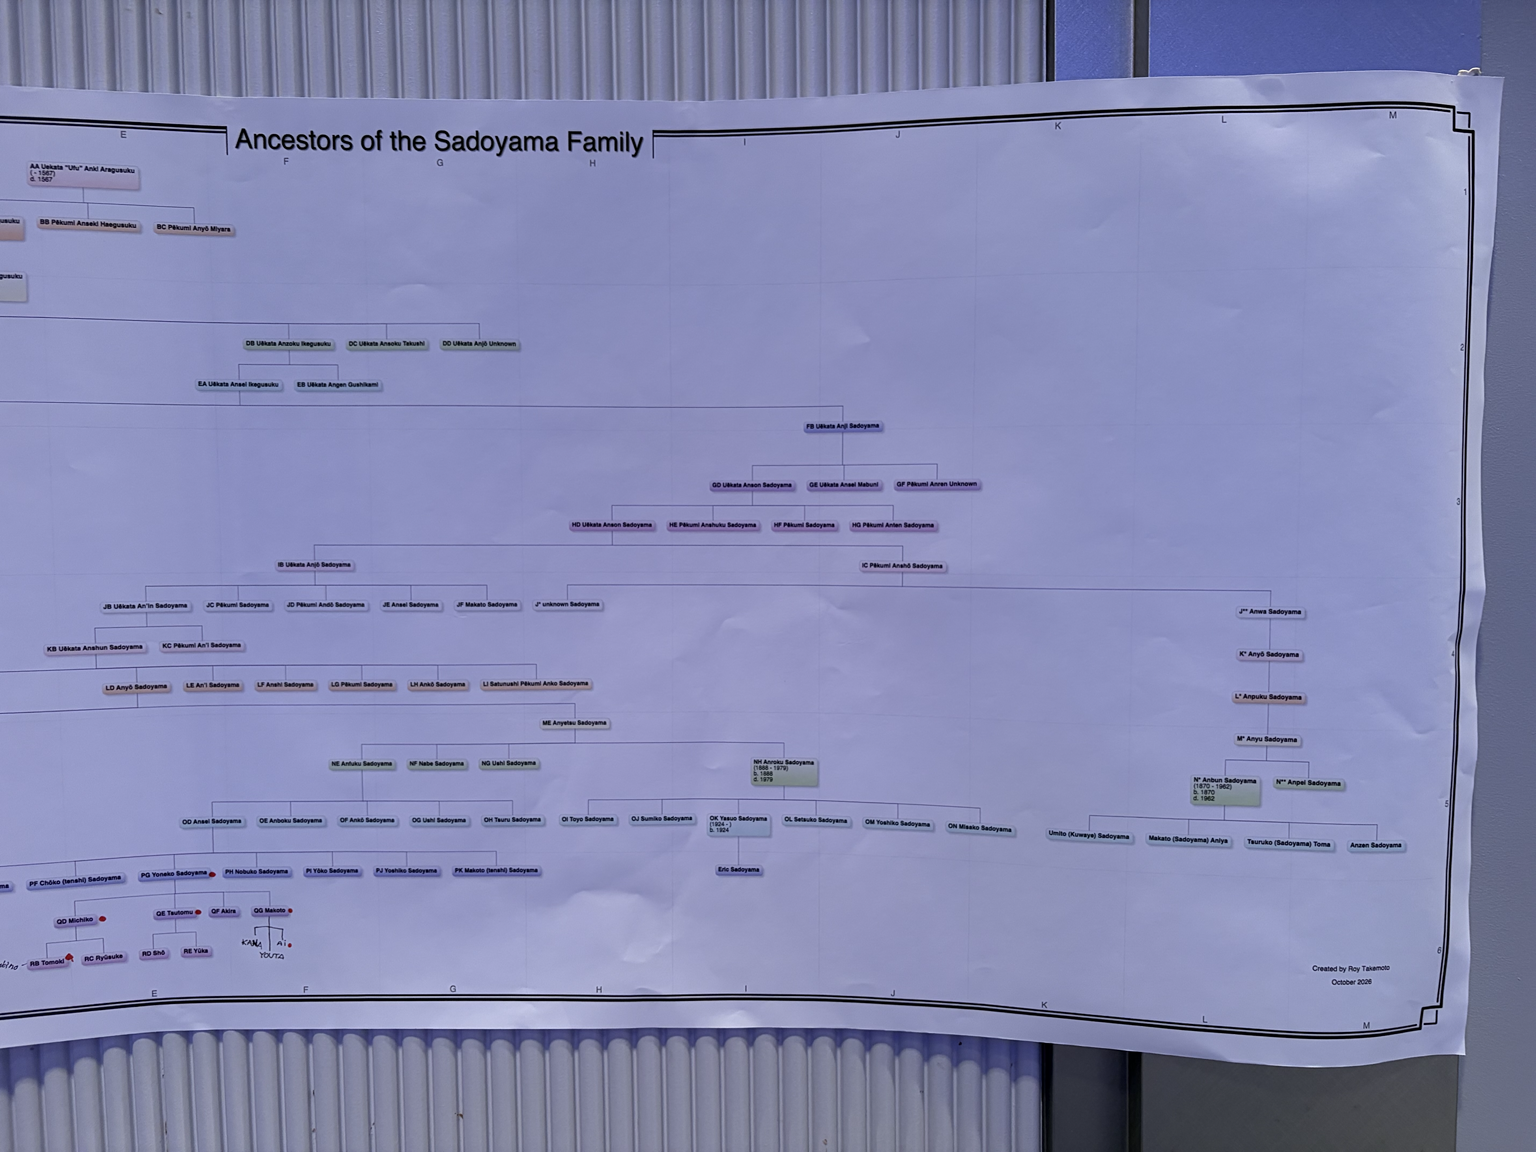 Ancestors of the Sadoyama Family
E F G H I J K L M
AA Uekata "Ufu" Anki Aragusuku
( - 1567)
d. 1567
1
BB Pēkumi Anseki Haegusuku
BC Pēkumi Anyō Miyara
DB Uēkata Anzoku Ikegusuku
DC Uēkata Ansoku Takushi
DD Uēkata Anjō Unknown
2
EA Uēkata Ansei Ikegusuku
EB Uēkata Angen Gushikami
FB Uēkata Anji Sadoyama
GD Uēkata Anson Sadoyama
GE Uēkata Ansei Mabuni
GF Pēkumi Anren Unknown
3
HD Uēkata Anson Sadoyama
HE Pēkumi Anshuku Sadoyama
HF Pēkumi Sadoyama
HG Pēkumi Anten Sadoyama
IB Uēkata Anjō Sadoyama
IC Pēkumi Anshō Sadoyama
JB Uēkata An'in Sadoyama
JC Pēkumi Sadoyama
JD Pēkumi Andō Sadoyama
JE Ansei Sadoyama
JF Makato Sadoyama
J* unknown Sadoyama
J** Anwa Sadoyama
KB Uēkata Anshun Sadoyama
KC Pēkumi An'i Sadoyama
K* Anyō Sadoyama
4
LD Anyō Sadoyama
LE An'i Sadoyama
LF Anshi Sadoyama
LG Pēkumi Sadoyama
LH Ankō Sadoyama
LI Satunushi Pēkumi Anko Sadoyama
L* Anpuku Sadoyama
ME Anyetsu Sadoyama
M* Anyu Sadoyama
NE Anfuku Sadoyama
NF Nabe Sadoyama
NG Ushi Sadoyama
NH Anroku Sadoyama
(1888 - 1979)
b. 1888
d. 1979
N* Anbun Sadoyama
(1870 - 1962)
b. 1870
d. 1962
N** Anpei Sadoyama
5
OD Ansei Sadoyama
OE Anboku Sadoyama
OF Ankō Sadoyama
OG Ushi Sadoyama
OH Tsuru Sadoyama
OI Toyo Sadoyama
OJ Sumiko Sadoyama
OK Yasuo Sadoyama
(1924 - )
b. 1924
OL Setsuko Sadoyama
OM Yoshiko Sadoyama
ON Misako Sadoyama
Umito (Kuwaye) Sadoyama
Makato (Sadoyama) Aniya
Tsuruko (Sadoyama) Toma
Anzen Sadoyama
PF Chōko (tenshi) Sadoyama
PG Yoneko Sadoyama
PH Nobuko Sadoyama
PI Yōko Sadoyama
PJ Yoshiko Sadoyama
PK Makoto (tenshi) Sadoyama
Eric Sadoyama
QD Michiko
QE Tsutomu
QF Akira
QG Makoto
KANA
YOUTA
Ai
RB Tomoki
RC Ryūsuke
RD Shō
RE Yūka
6
Created by Roy Takemoto
October 2026
E F G H I J K L M